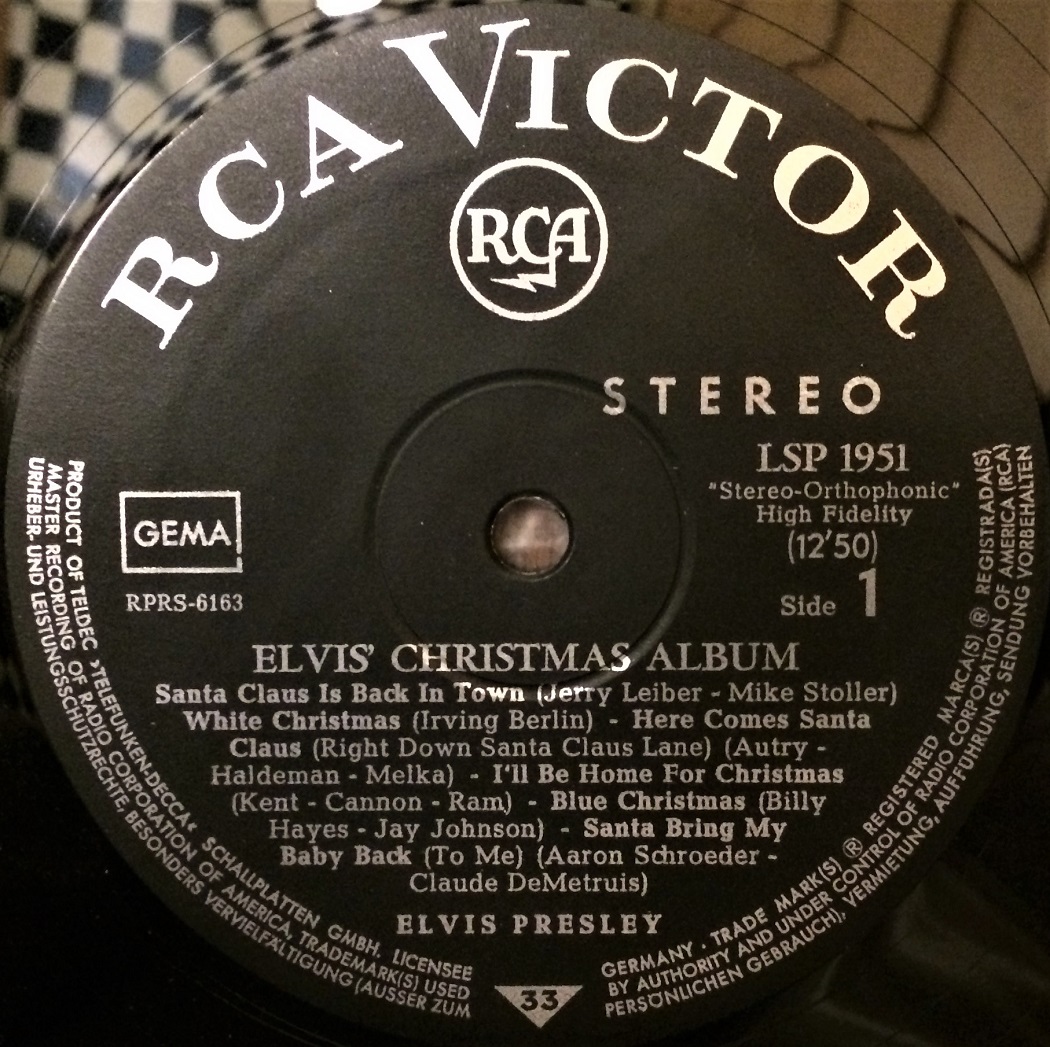 RCA VICTOR
RCA
STEREO
LSP 1951
"Stereo-Orthophonic"
High Fidelity
(12'50)
Side 1
GEMA
RPRS-6163
ELVIS' CHRISTMAS ALBUM
Santa Claus Is Back In Town (Jerry Leiber - Mike Stoller)
White Christmas (Irving Berlin) - Here Comes Santa
Claus (Right Down Santa Claus Lane) (Autry -
Haldeman - Melka) - I'll Be Home For Christmas
(Kent - Cannon - Ram) - Blue Christmas (Billy
Hayes - Jay Johnson) - Santa Bring My
Baby Back (To Me) (Aaron Schroeder -
Claude DeMetruis)
ELVIS PRESLEY
33
PRODUCT OF TELDEC »TELEFUNKEN-DECCA« SCHALLPLATTEN GMBH. LICENSEE
MASTER RECORDING OF RADIO CORPORATION OF AMERICA, TRADEMARK(S) USED
URHEBER- UND LEISTUNGSSCHUTZRECHTE, BESONDERS VERVIELFÄLTIGUNG (AUSSER ZUM
GERMANY · TRADE MARK(S) ® REGISTERED MARCA(S) ® REGISTRADA(S)
BY AUTHORITY AND UNDER CONTROL OF RADIO CORPORATION OF AMERICA (RCA)
PERSÖNLICHEN GEBRAUCH), VERMIETUNG, AUFFÜHRUNG, SENDUNG VORBEHALTEN